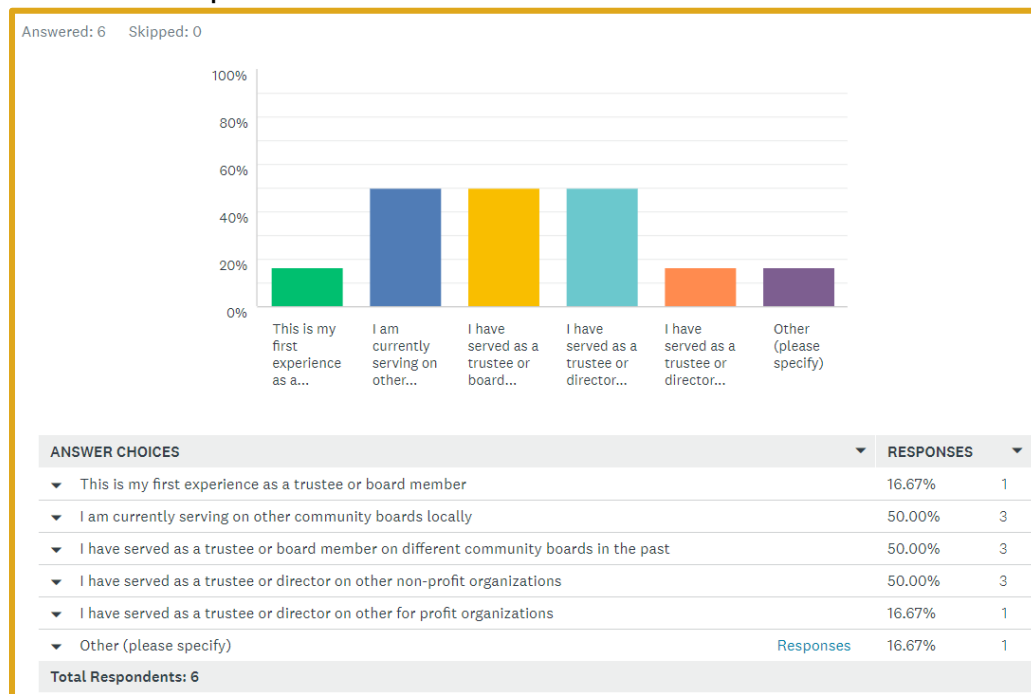 Answered: 6 Skipped: 0
100%
80%
60%
40%
20%
0%
This is my first experience as a...
I am currently serving on other...
I have served as a trustee or board...
I have served as a trustee or director...
I have served as a trustee or director...
Other (please specify)
ANSWER CHOICES RESPONSES
This is my first experience as a trustee or board member 16.67% 1
I am currently serving on other community boards locally 50.00% 3
I have served as a trustee or board member on different community boards in the past 50.00% 3
I have served as a trustee or director on other non-profit organizations 50.00% 3
I have served as a trustee or director on other for profit organizations 16.67% 1
Other (please specify) Responses 16.67% 1
Total Respondents: 6